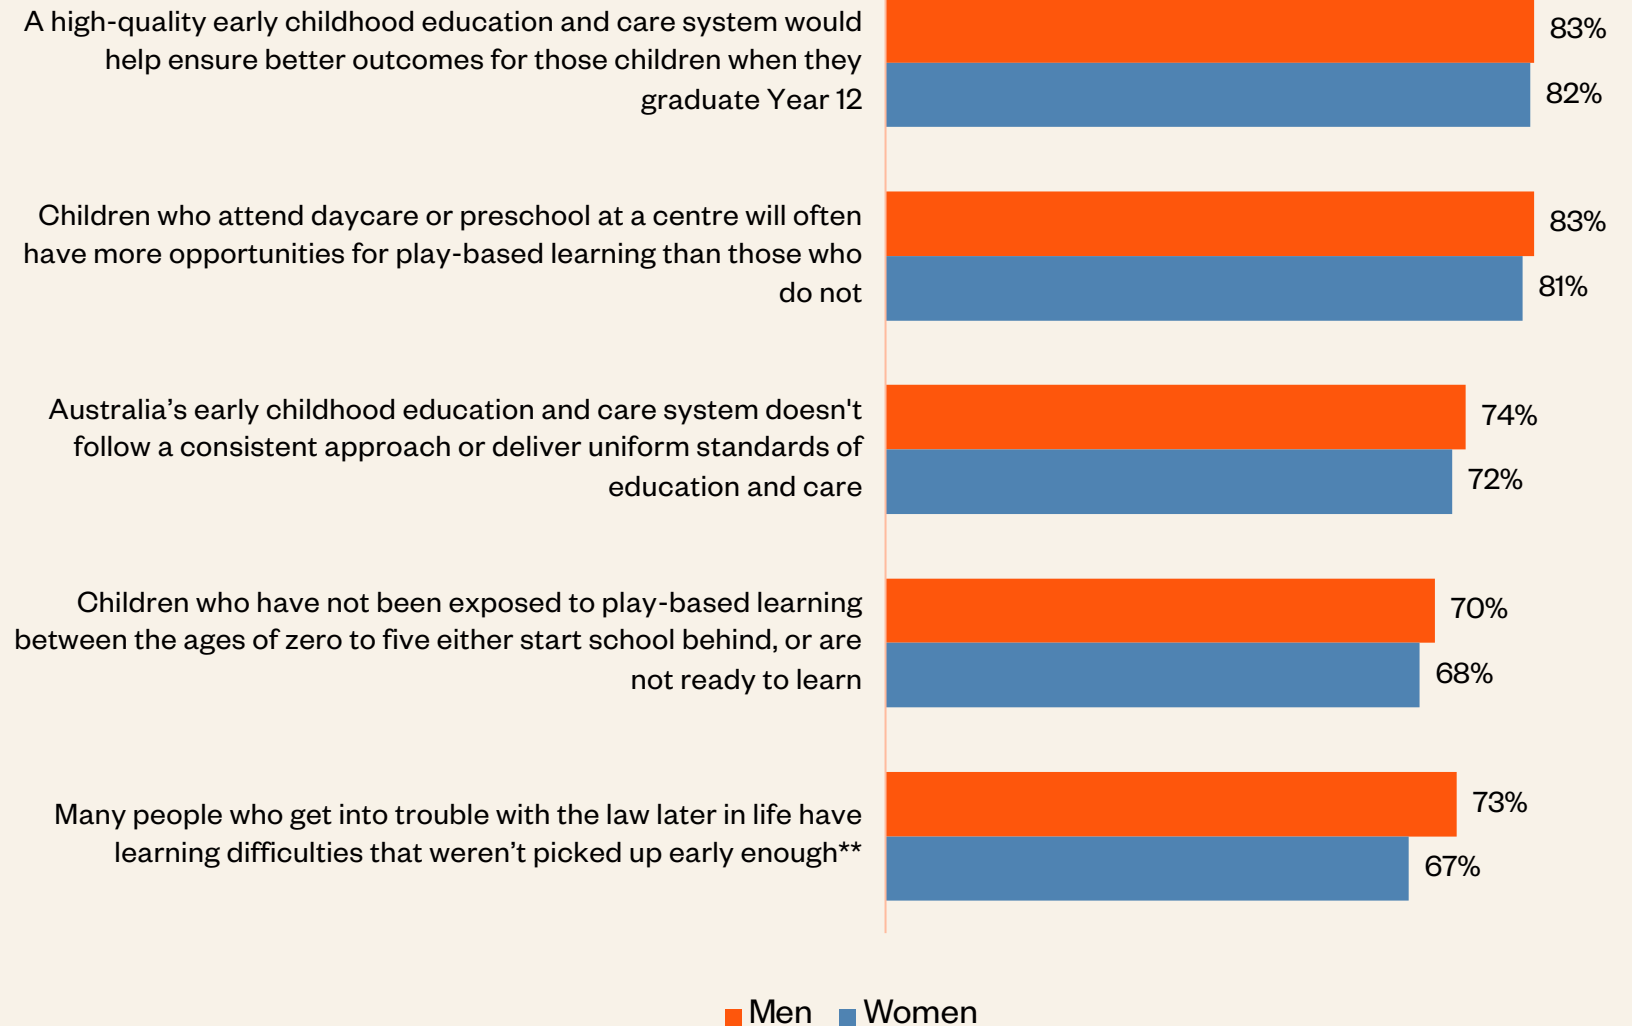 A high-quality early childhood education and care system would
help ensure better outcomes for those children when they
graduate Year 12
83%
82%
Children who attend daycare or preschool at a centre will often
have more opportunities for play-based learning than those who
do not
83%
81%
Australia’s early childhood education and care system doesn't
follow a consistent approach or deliver uniform standards of
education and care
74%
72%
Children who have not been exposed to play-based learning
between the ages of zero to five either start school behind, or are
not ready to learn
70%
68%
Many people who get into trouble with the law later in life have
learning difficulties that weren’t picked up early enough**
73%
67%
Men Women